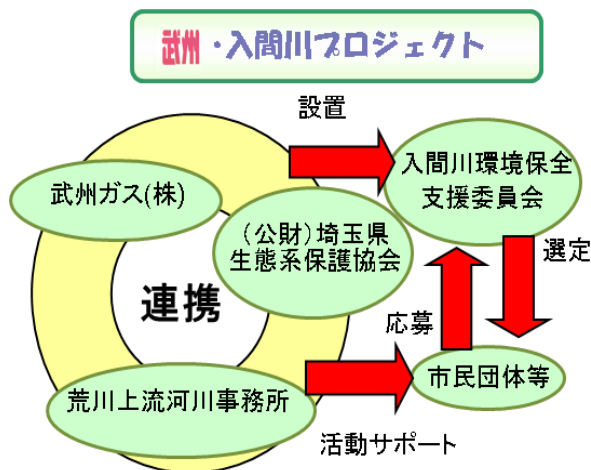 武州・入間川プロジェクト
設置
武州ガス(株)
入間川環境保全
支援委員会
(公財)埼玉県
生態系保護協会
選定
連携
応募
市民団体等
荒川上流河川事務所
活動サポート